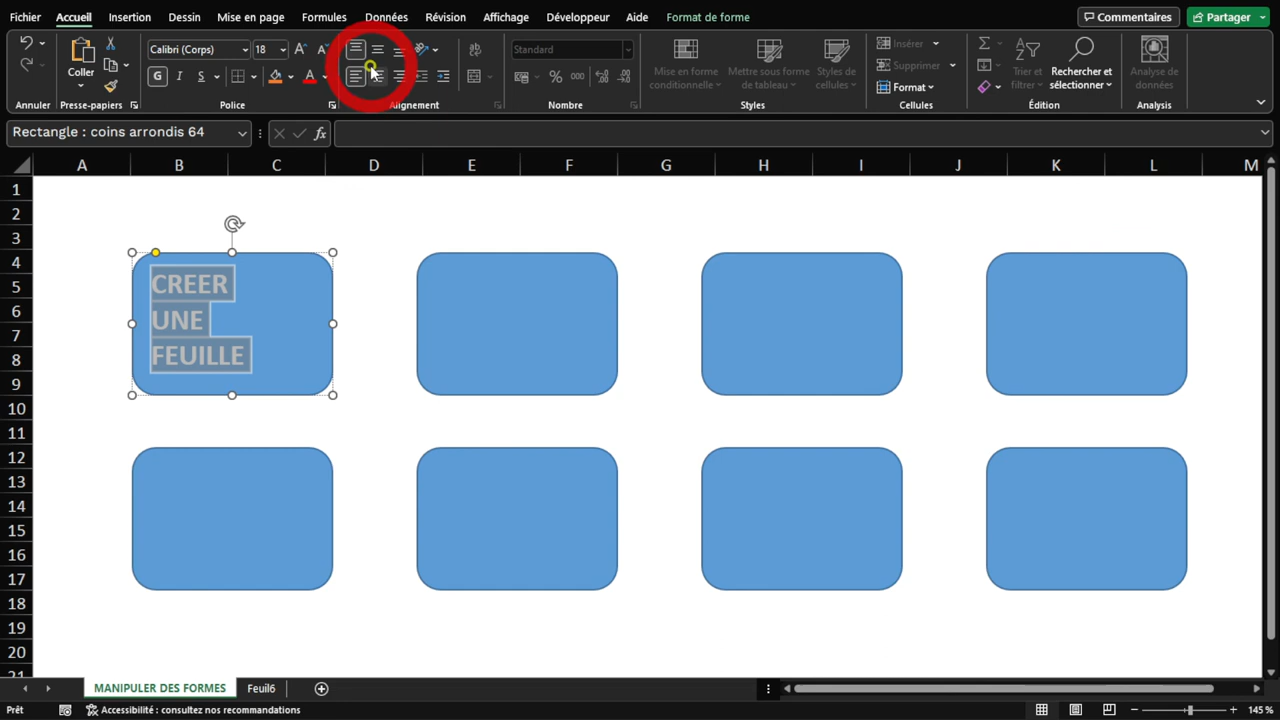 Fichier Accueil Insertion Dessin Mise en page Formules Données Révision Affichage Développeur Aide Format de forme Commentaires Partager
Calibri (Corps) 18 Standard Insérer
Coller Mise en forme conditionnelle Mettre sous forme de tableau Styles de cellules Supprimer Trier et filtrer Rechercher et sélectionner Analyse de données
G I S A 000 Format
Annuler Presse-papiers Police Alignement Nombre Styles Cellules Édition Analysis
Rectangle : coins arrondis 64 fx
A B C D E F G H I J K L M
1
2
3
4
5
6
7
8
9
10
11
12
13
14
15
16
17
18
19
20
21
CREER
UNE
FEUILLE
MANIPULER DES FORMES Feuil6
Prêt Accessibilité : consultez nos recommandations 145 %